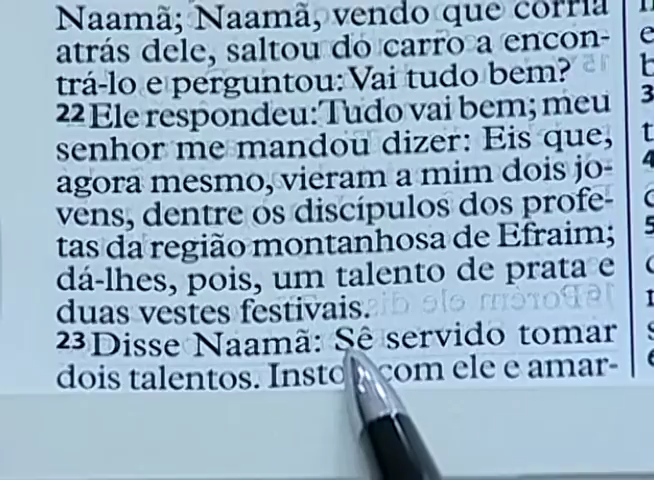 Naamã; Naamã, vendo que corria
atrás dele, saltou do carro a encon-
trá-lo e perguntou: Vai tudo bem?
22 Ele respondeu: Tudo vai bem; meu
senhor me mandou dizer: Eis que,
agora mesmo, vieram a mim dois jo-
vens, dentre os discípulos dos profe-
tas da região montanhosa de Efraim;
dá-lhes, pois, um talento de prata e
duas vestes festivais.
23 Disse Naamã: Sê servido tomar
dois talentos. com ele e amar-